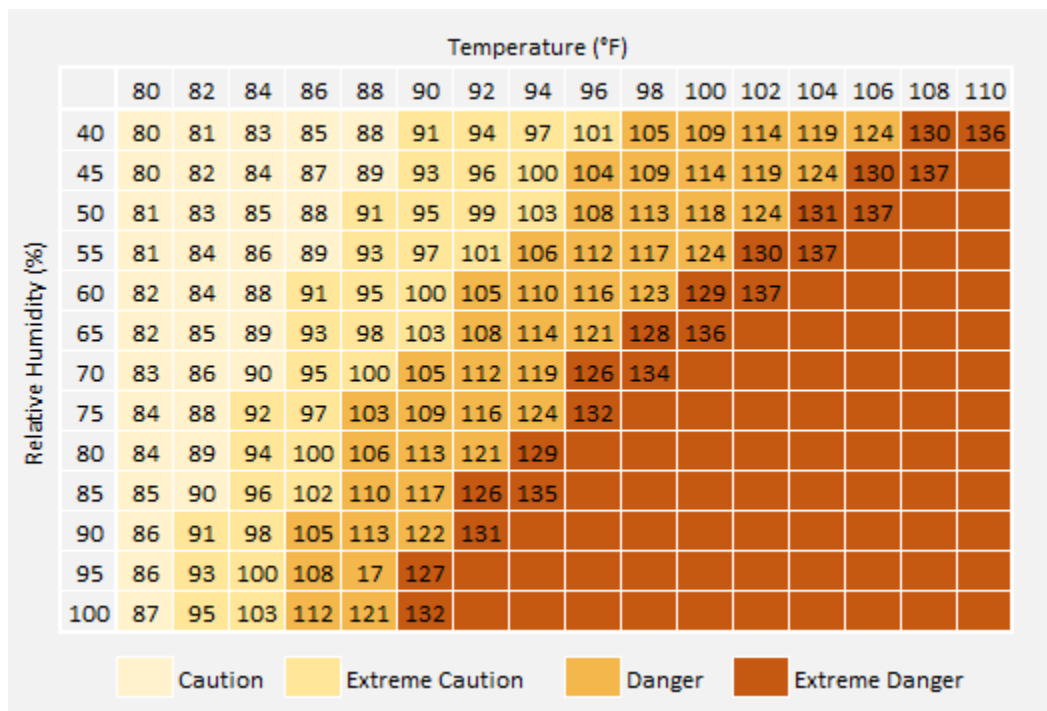 Temperature (°F)
80 82 84 86 88 90 92 94 96 98 100 102 104 106 108 110
Relative Humidity (%)
40 80 81 83 85 88 91 94 97 101 105 109 114 119 124 130 136
45 80 82 84 87 89 93 96 100 104 109 114 119 124 130 137
50 81 83 85 88 91 95 99 103 108 113 118 124 131 137
55 81 84 86 89 93 97 101 106 112 117 124 130 137
60 82 84 88 91 95 100 105 110 116 123 129 137
65 82 85 89 93 98 103 108 114 121 128 136
70 83 86 90 95 100 105 112 119 126 134
75 84 88 92 97 103 109 116 124 132
80 84 89 94 100 106 113 121 129
85 85 90 96 102 110 117 126 135
90 86 91 98 105 113 122 131
95 86 93 100 108 17 127
100 87 95 103 112 121 132
Caution Extreme Caution Danger Extreme Danger